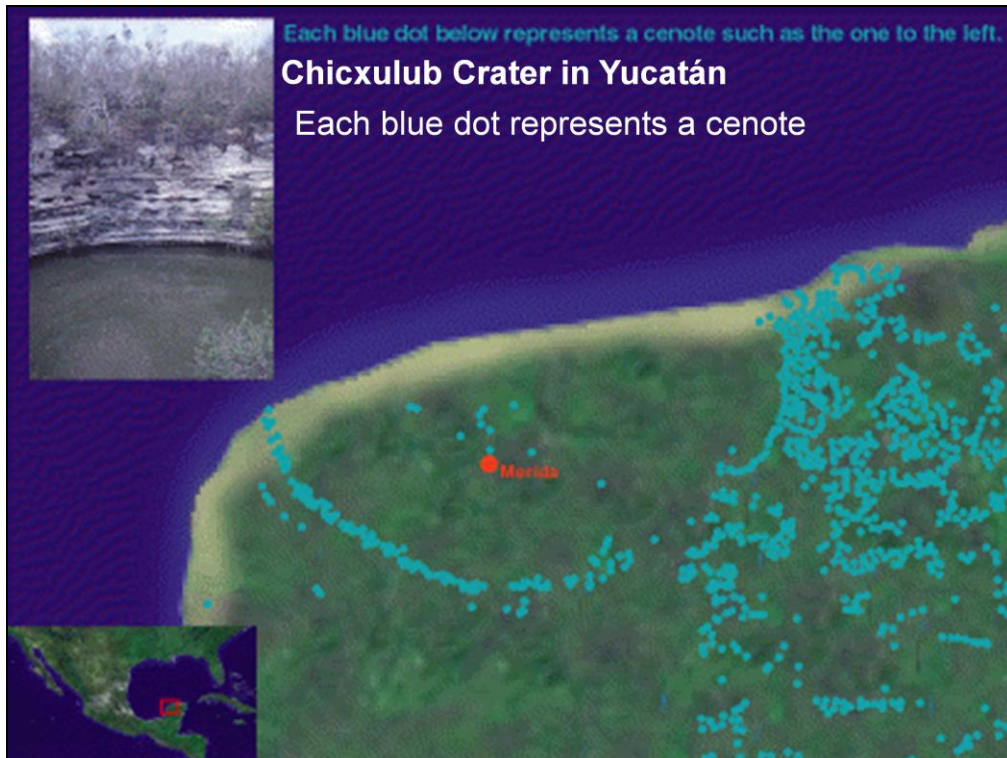 Each blue dot below represents a cenote such as the one to the left.
Chicxulub Crater in Yucatán
Each blue dot represents a cenote
Merida